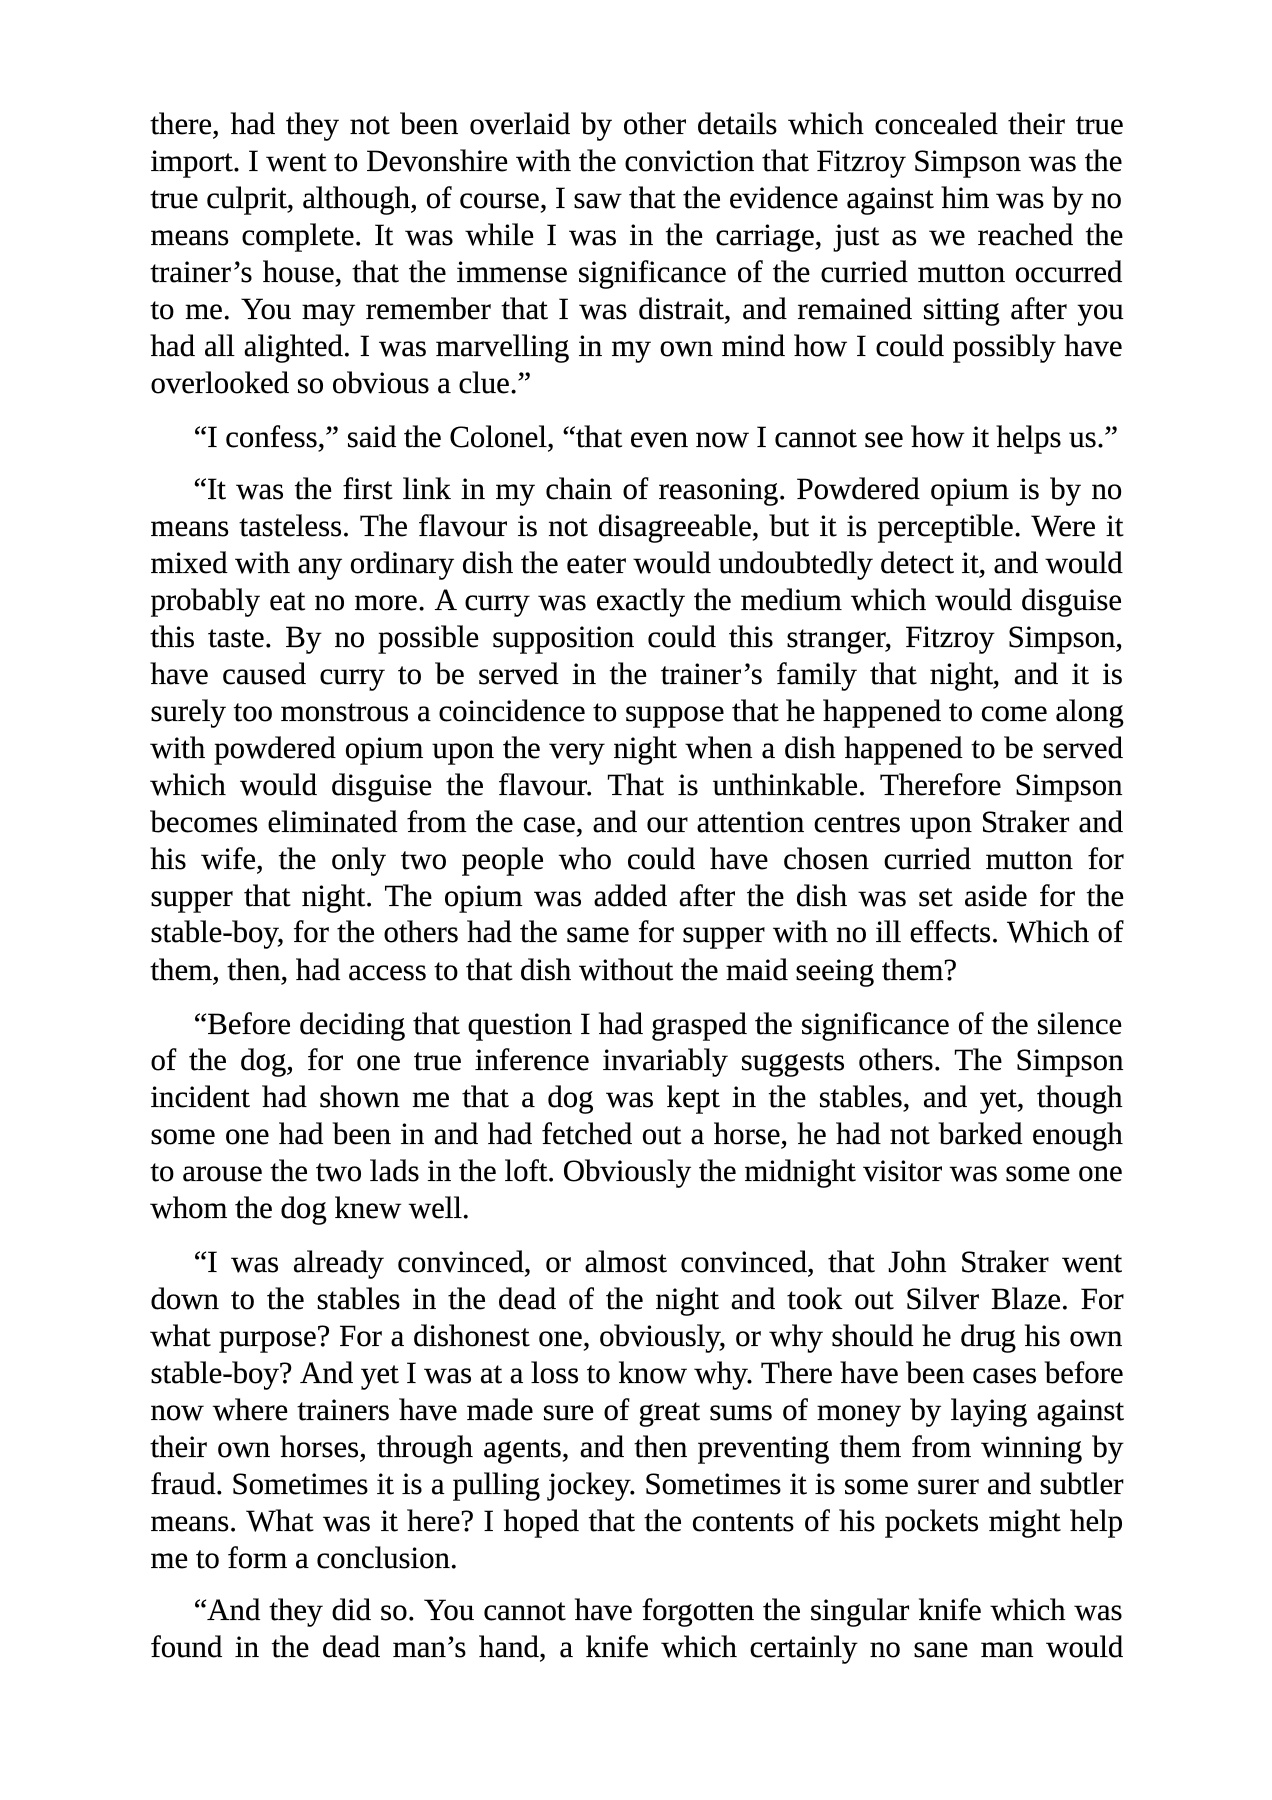 there, had they not been overlaid by other details which concealed their true
import. I went to Devonshire with the conviction that Fitzroy Simpson was the
true culprit, although, of course, I saw that the evidence against him was by no
means complete. It was while I was in the carriage, just as we reached the
trainer’s house, that the immense significance of the curried mutton occurred
to me. You may remember that I was distrait, and remained sitting after you
had all alighted. I was marvelling in my own mind how I could possibly have
overlooked so obvious a clue.”
“I confess,” said the Colonel, “that even now I cannot see how it helps us.”
“It was the first link in my chain of reasoning. Powdered opium is by no
means tasteless. The flavour is not disagreeable, but it is perceptible. Were it
mixed with any ordinary dish the eater would undoubtedly detect it, and would
probably eat no more. A curry was exactly the medium which would disguise
this taste. By no possible supposition could this stranger, Fitzroy Simpson,
have caused curry to be served in the trainer’s family that night, and it is
surely too monstrous a coincidence to suppose that he happened to come along
with powdered opium upon the very night when a dish happened to be served
which would disguise the flavour. That is unthinkable. Therefore Simpson
becomes eliminated from the case, and our attention centres upon Straker and
his wife, the only two people who could have chosen curried mutton for
supper that night. The opium was added after the dish was set aside for the
stable-boy, for the others had the same for supper with no ill effects. Which of
them, then, had access to that dish without the maid seeing them?
“Before deciding that question I had grasped the significance of the silence
of the dog, for one true inference invariably suggests others. The Simpson
incident had shown me that a dog was kept in the stables, and yet, though
some one had been in and had fetched out a horse, he had not barked enough
to arouse the two lads in the loft. Obviously the midnight visitor was some one
whom the dog knew well.
“I was already convinced, or almost convinced, that John Straker went
down to the stables in the dead of the night and took out Silver Blaze. For
what purpose? For a dishonest one, obviously, or why should he drug his own
stable-boy? And yet I was at a loss to know why. There have been cases before
now where trainers have made sure of great sums of money by laying against
their own horses, through agents, and then preventing them from winning by
fraud. Sometimes it is a pulling jockey. Sometimes it is some surer and subtler
means. What was it here? I hoped that the contents of his pockets might help
me to form a conclusion.
“And they did so. You cannot have forgotten the singular knife which was
found in the dead man’s hand, a knife which certainly no sane man would